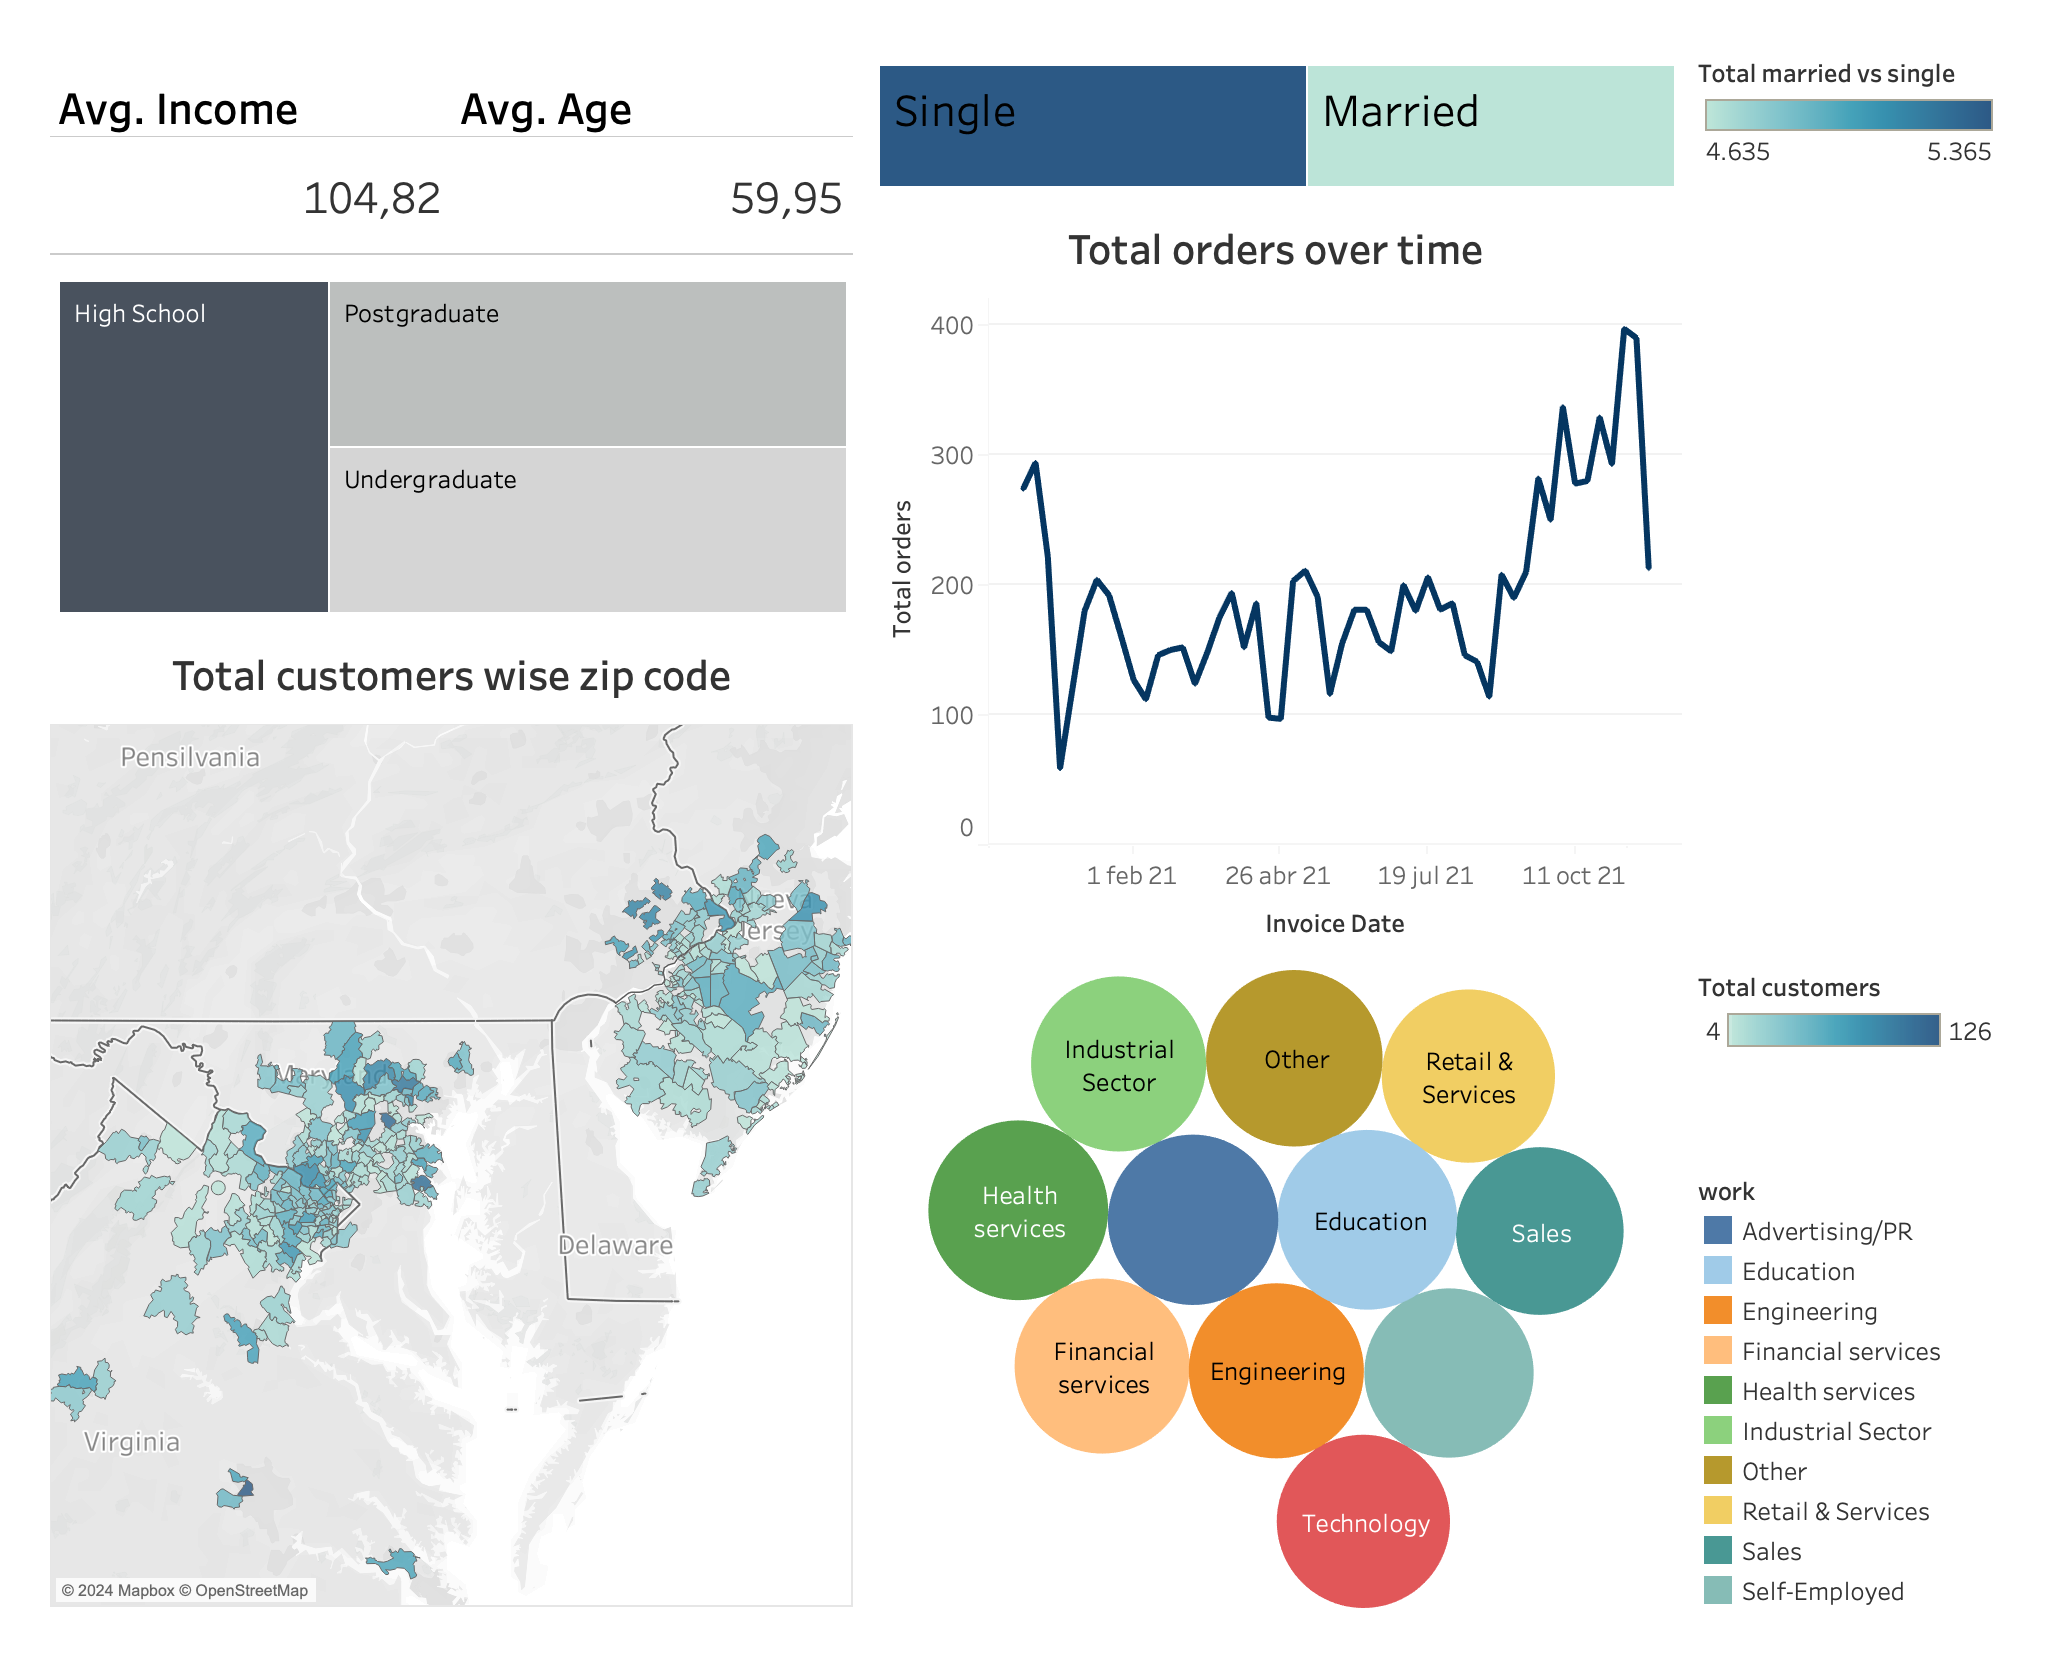 Avg. Income
Avg. Age
104,82
59,95
Single
Married
Total married vs single
4.635
5.365
High School
Postgraduate
Undergraduate
Total orders over time
Total orders
400
300
200
100
0
1 feb 21
26 abr 21
19 jul 21
11 oct 21
Invoice Date
Total customers wise zip code
Pensilvania
Maryland
Delaware
Virginia
© 2024 Mapbox © OpenStreetMap
Industrial
Sector
Other
Retail &
Services
Health
services
Education
Sales
Financial
services
Engineering
Technology
Total customers
4
126
work
Advertising/PR
Education
Engineering
Financial services
Health services
Industrial Sector
Other
Retail & Services
Sales
Self-Employed